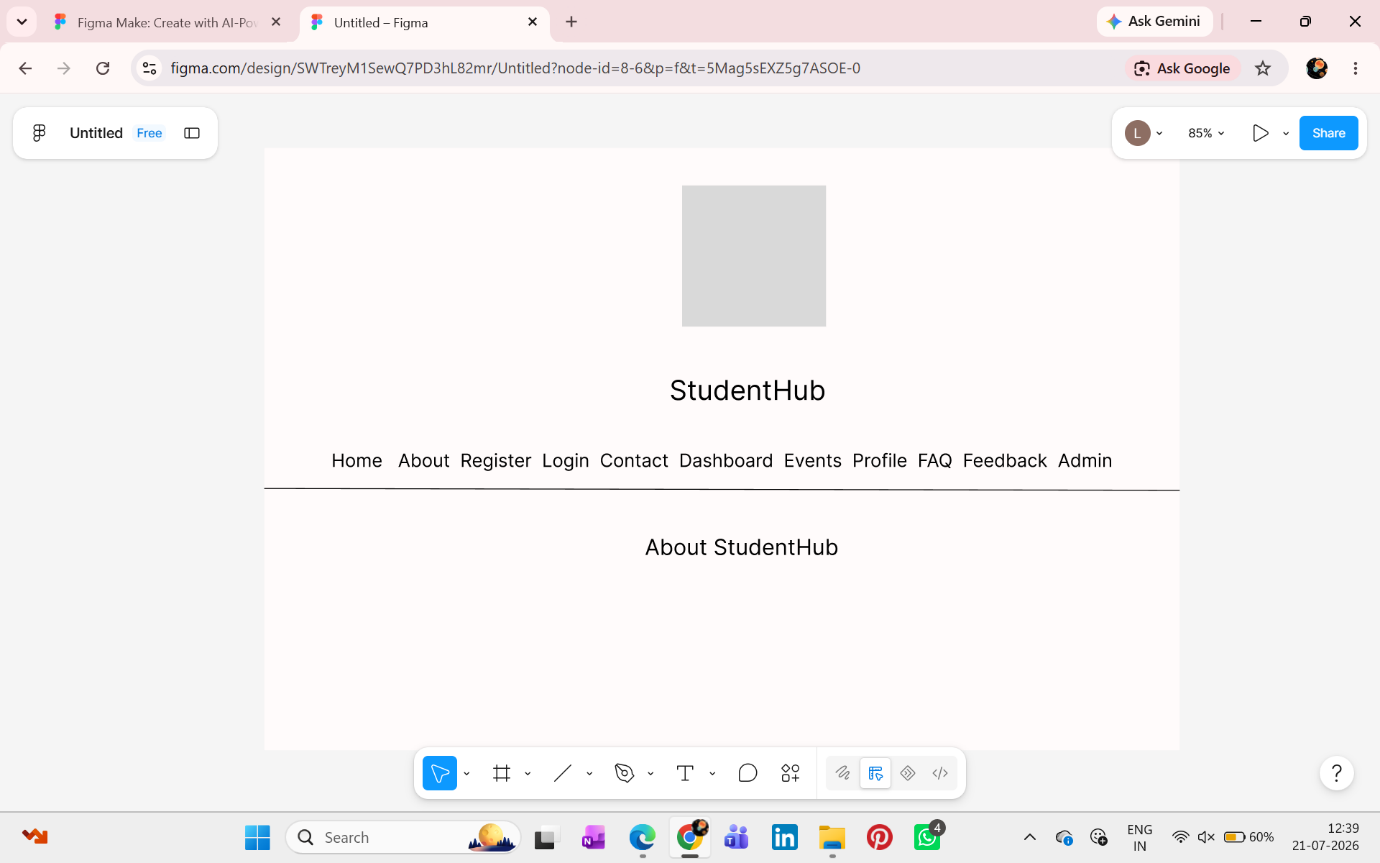 Figma Make: Create with AI-Po
Untitled – Figma
Ask Gemini
figma.com/design/SWTreyM1SewQ7PD3hL82mr/Untitled?node-id=8-6&p=f&t=5Mag5sEXZ5g7ASOE-0
Ask Google
Untitled Free
L 85% Share
StudentHub
Home About Register Login Contact Dashboard Events Profile FAQ Feedback Admin
About StudentHub
?
Search
4
ENG
IN
60%
12:39
21-07-2026